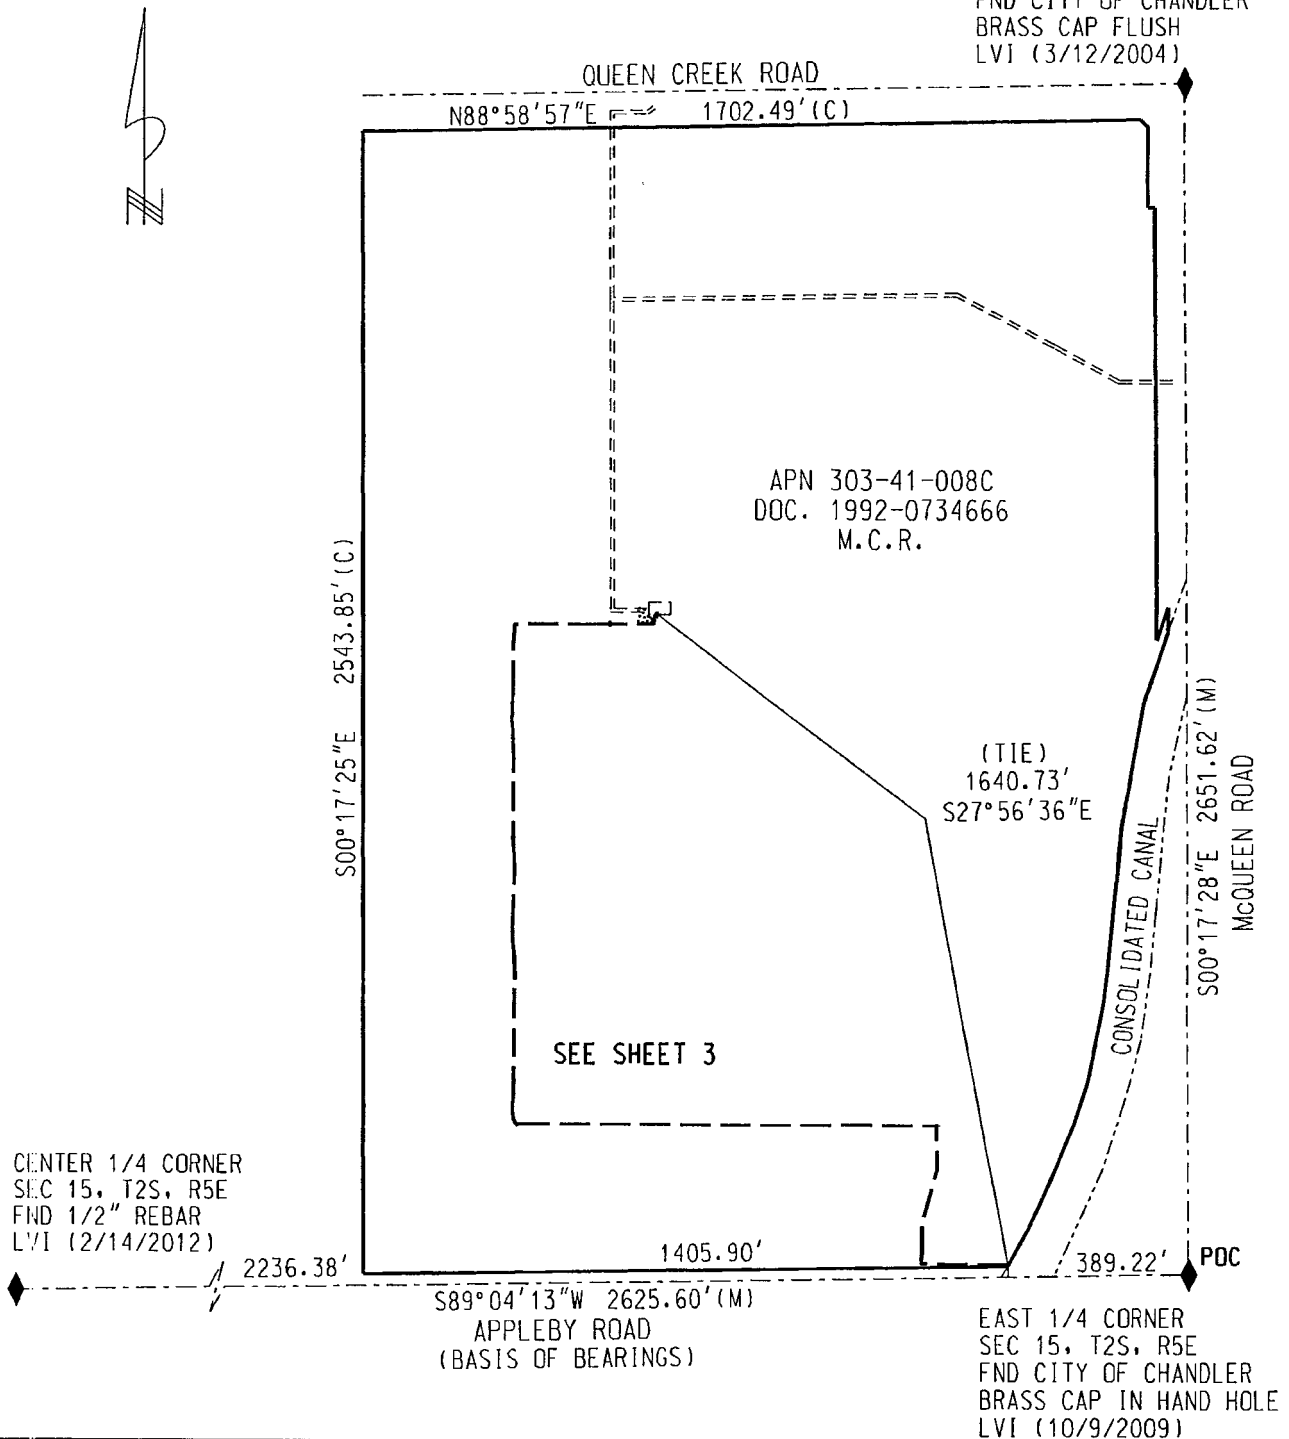 FND CITY OF CHANDLER
BRASS CAP FLUSH
LVI (3/12/2004)
QUEEN CREEK ROAD
N88°58'57"E 1702.49'(C)
N
APN 303-41-008C
DOC. 1992-0734666
M.C.R.
S00°17'25"E 2543.85'(C)
(TIE)
1640.73'
S27°56'36"E
CONSOLIDATED CANAL
S00°17'28"E 2651.62'(M)
McQUEEN ROAD
SEE SHEET 3
CENTER 1/4 CORNER
SEC 15, T2S, R5E
FND 1/2" REBAR
LVI (2/14/2012)
2236.38'
1405.90'
389.22'
POC
S89°04'13"W 2625.60'(M)
APPLEBY ROAD
(BASIS OF BEARINGS)
EAST 1/4 CORNER
SEC 15, T2S, R5E
FND CITY OF CHANDLER
BRASS CAP IN HAND HOLE
LVI (10/9/2009)